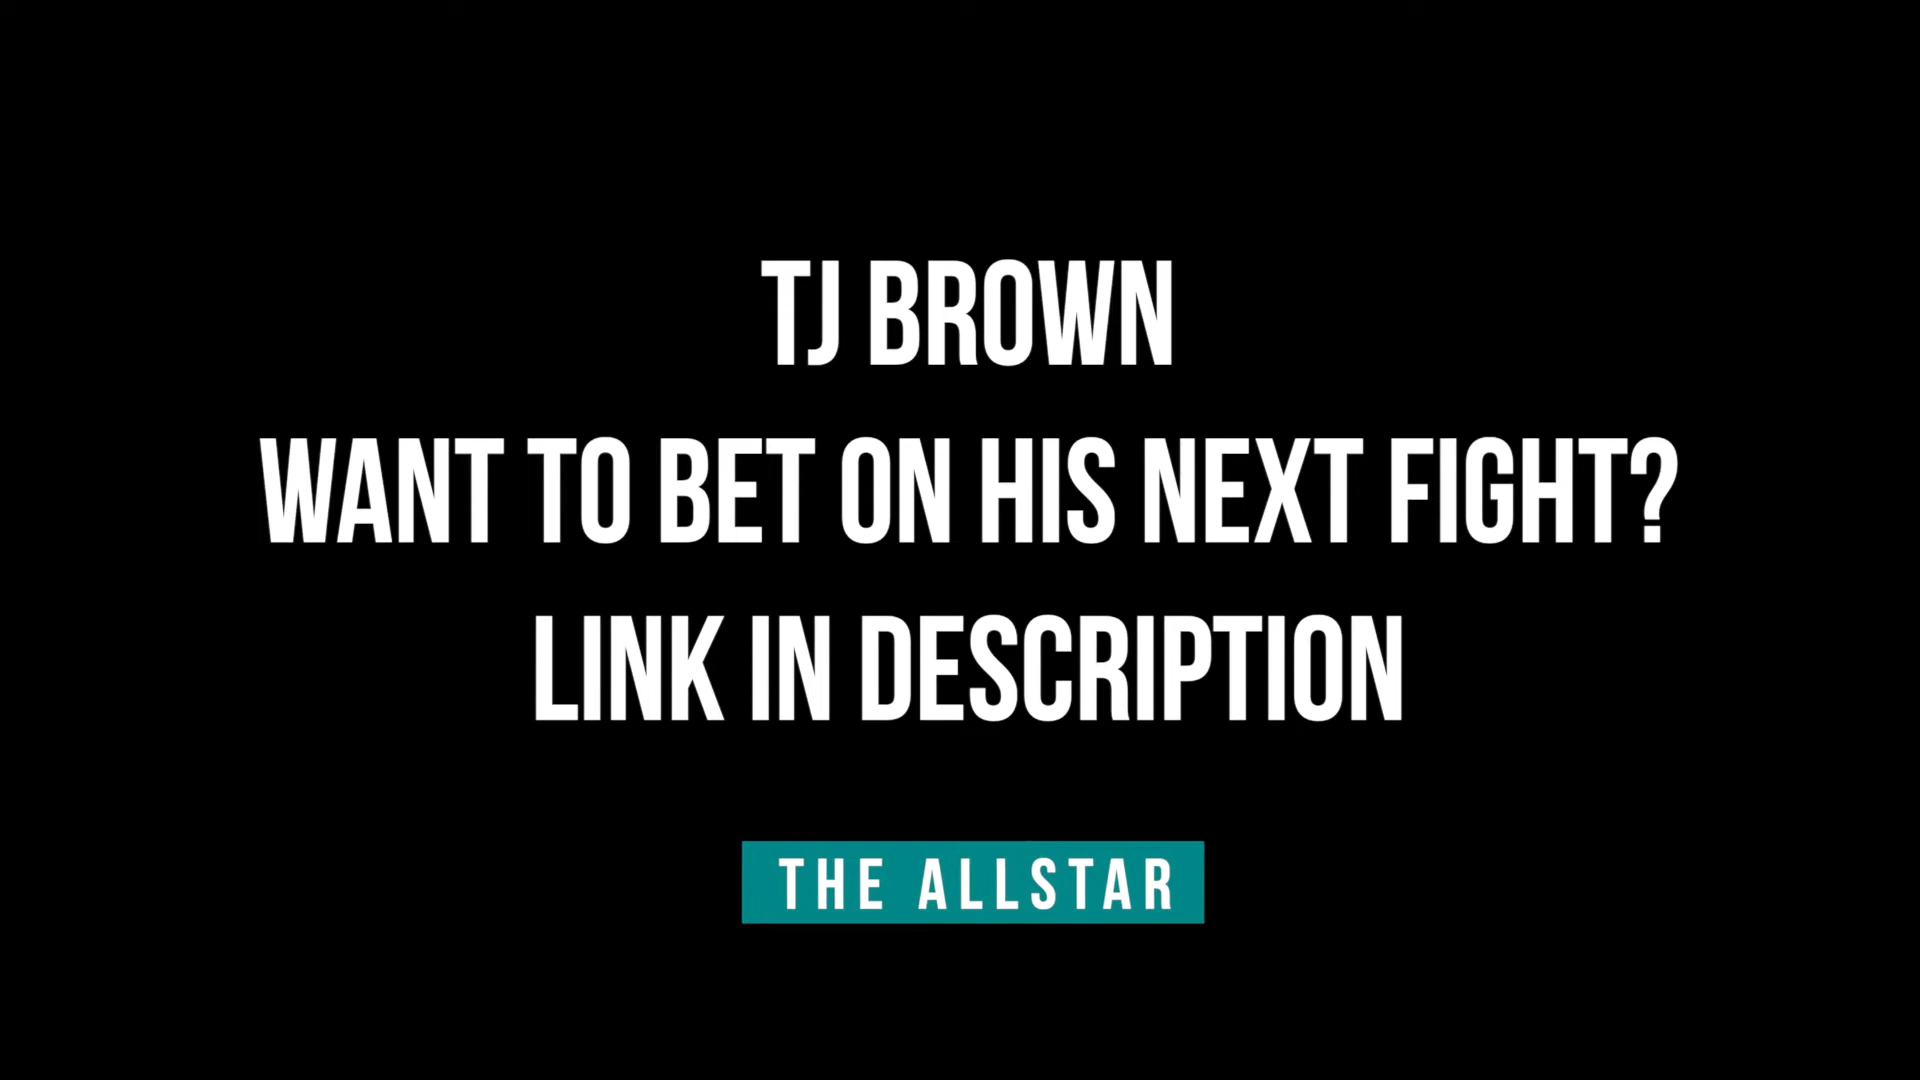 TJ BROWN
WANT TO BET ON HIS NEXT FIGHT?
LINK IN DESCRIPTION
THE ALLSTAR